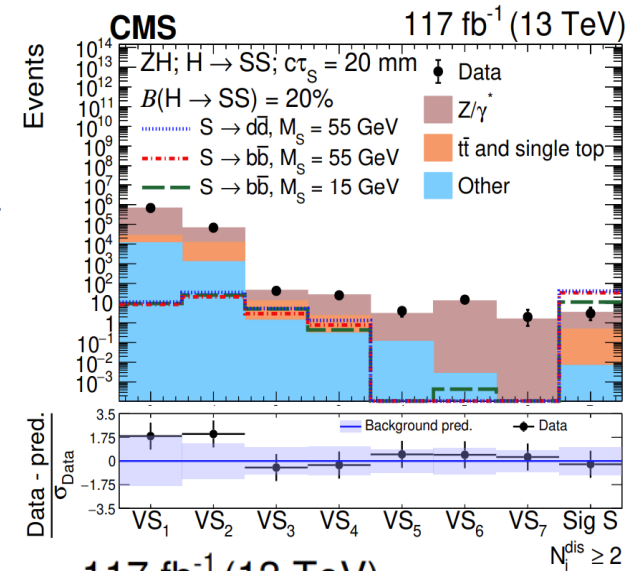 CMS 117 fb⁻¹ (13 TeV)
Events
10¹⁴
10¹³
10¹²
10¹¹
10¹⁰
10⁹
10⁸
10⁷
10⁶
10⁵
10⁴
10³
10²
10
1
10⁻¹
10⁻²
10⁻³
ZH; H → SS; cτ_S = 20 mm
B(H → SS) = 20%
S → dd̅, M_S = 55 GeV
S → bb̅, M_S = 55 GeV
S → bb̅, M_S = 15 GeV
Data
Z/γ*
tt̅ and single top
Other
Data - pred.
σ_Data
3.5
1.75
0
-1.75
-3.5
Background pred. Data
VS₁ VS₂ VS₃ VS₄ VS₅ VS₆ VS₇ Sig S
N_j^dis ≥ 2